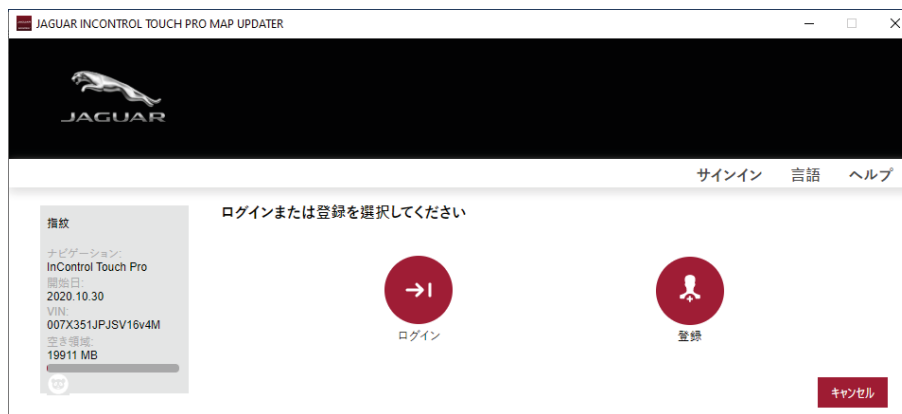 JAGUAR INCONTROL TOUCH PRO MAP UPDATER
JAGUAR
サインイン 言語 ヘルプ
指紋
ナビゲーション:
InControl Touch Pro
開始日:
2020.10.30
VIN:
007X351JPJSV16v4M
空き領域:
19911 MB
ログインまたは登録を選択してください
ログイン
登録
キャンセル